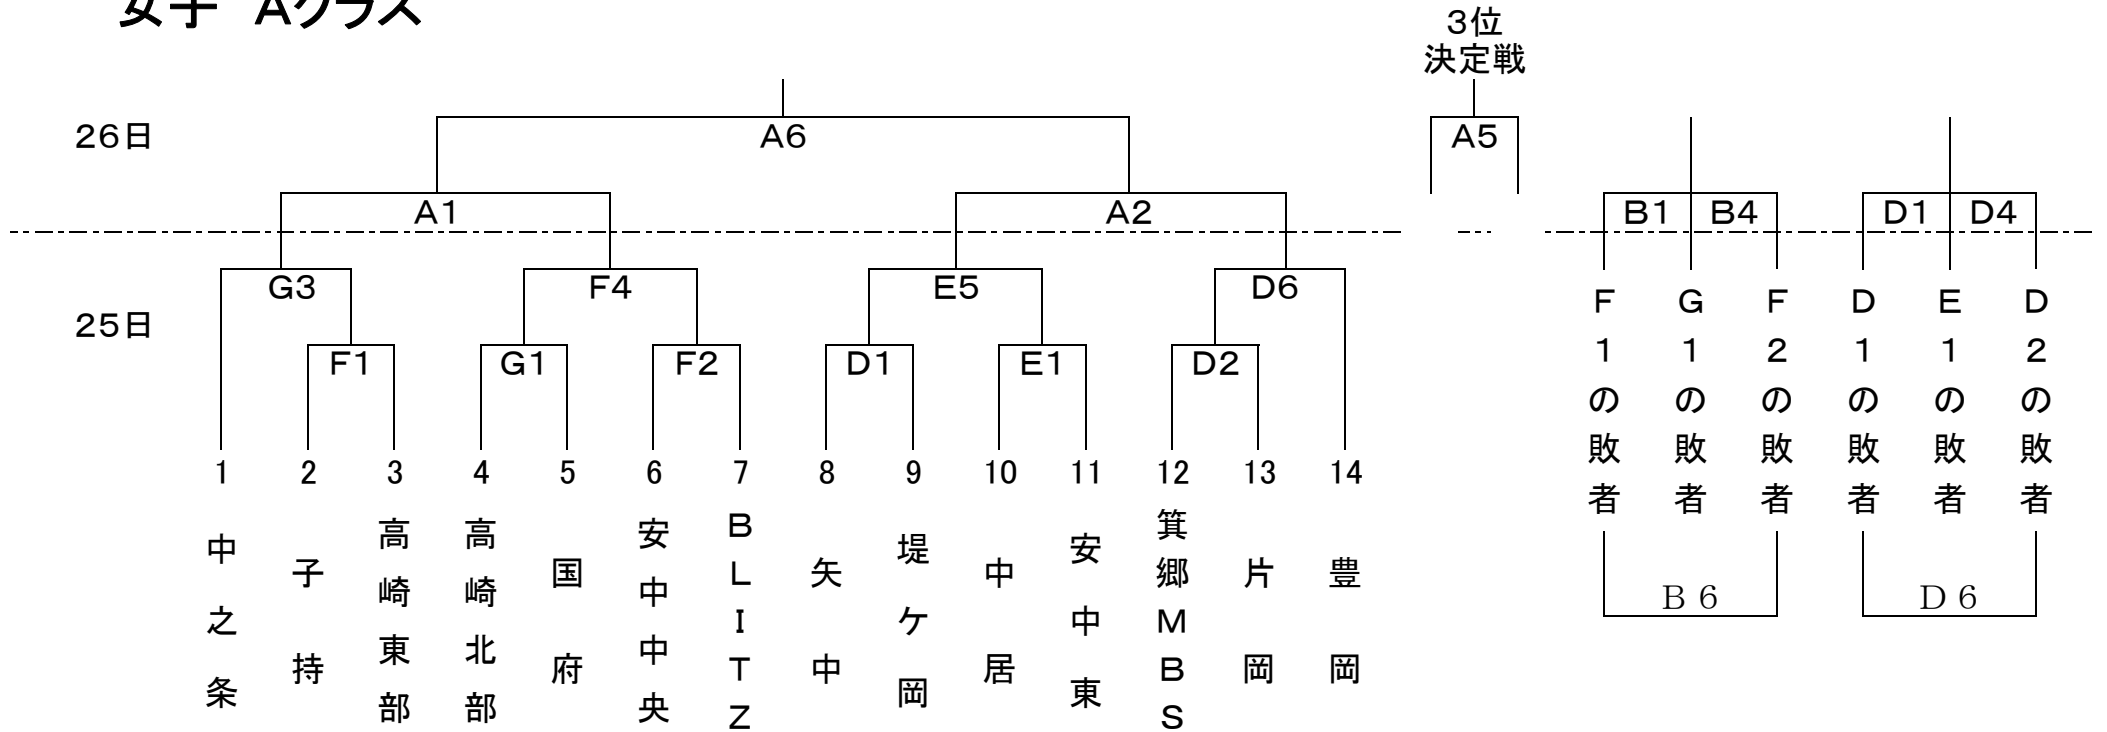 女子 Aクラス
3位
決定戦
26日
A6
A5
A1
A2
B1
B4
D1
D4
G3
F4
E5
D6
25日
F1
G1
F2
D1
E1
D2
F1の敗者
G1の敗者
F2の敗者
D1の敗者
E1の敗者
D2の敗者
1 中之条
2 子持
3 高崎東部
4 高崎北部
5 国府
6 安中中央
7 BLITZ
8 矢中
9 堤ケ岡
10 中居
11 安中東
12 箕郷MBS
13 片岡
14 豊岡
B6
D6